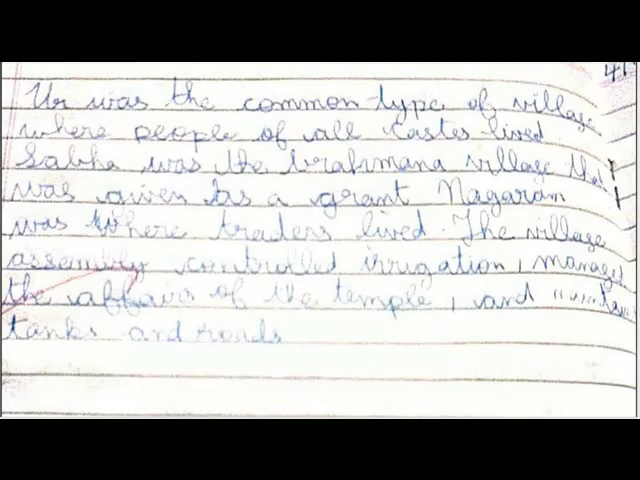 41
Ur was the common type of village
where people of all castes lived
Sabha was the brahmana village that
was given as a grant Nagaram
was where traders lived. The village
assembly controlled irrigation, managed
the affairs of the temple, and
tanks and roads